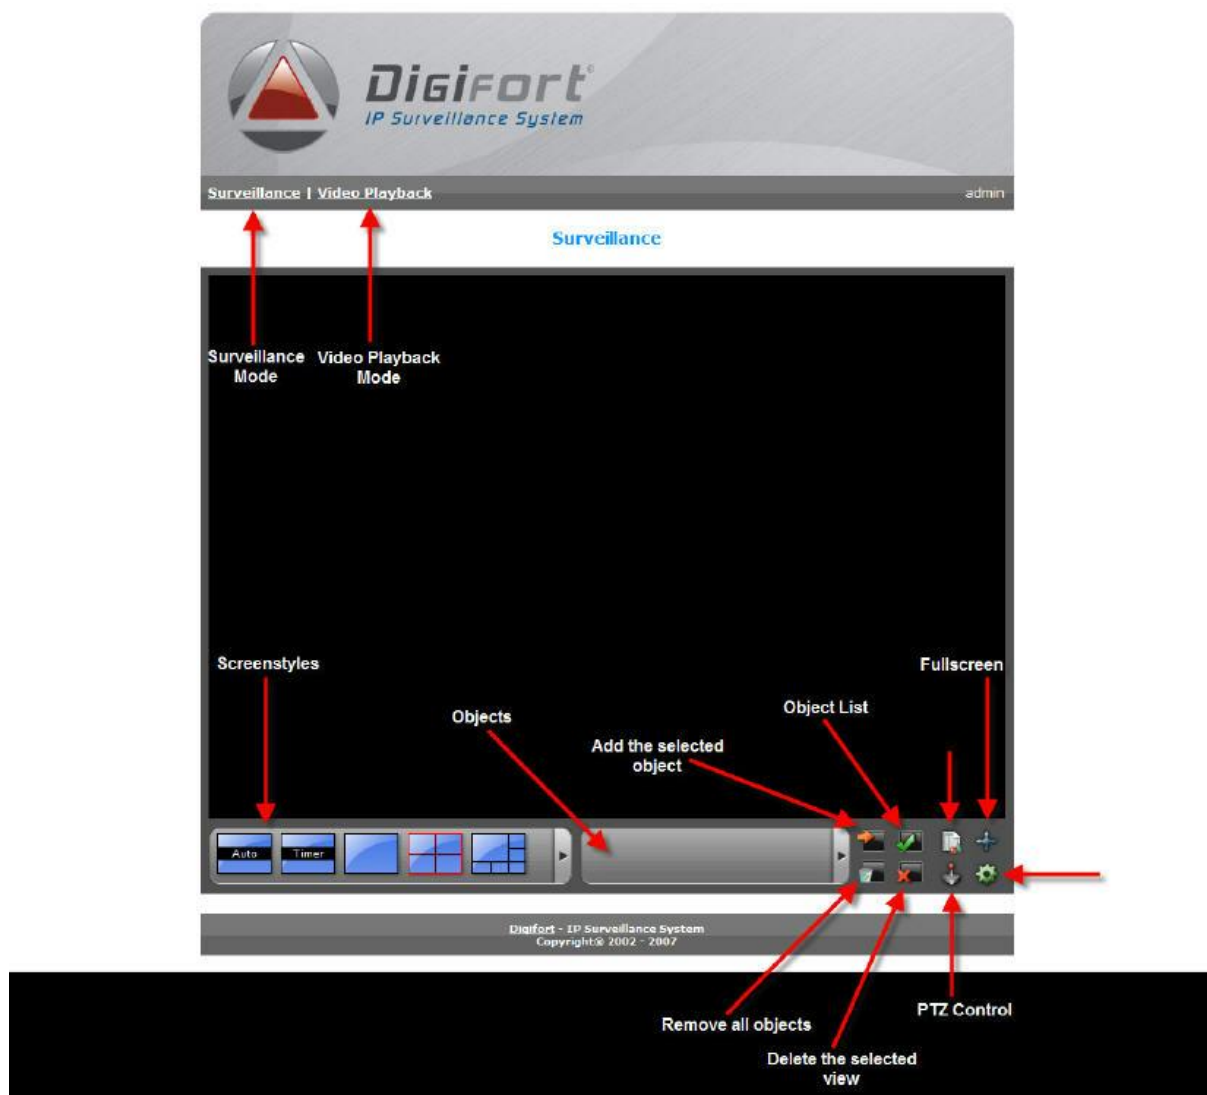 Digifort®
IP Surveillance System
Surveillance | Video Playback
admin
Surveillance
Surveillance
Mode
Video Playback
Mode
Screenstyles
Fullscreen
Object List
Objects
Add the selected
object
Auto
Timer
Digifort - IP Surveillance System
Copyright® 2002 - 2007
PTZ Control
Remove all objects
Delete the selected
view